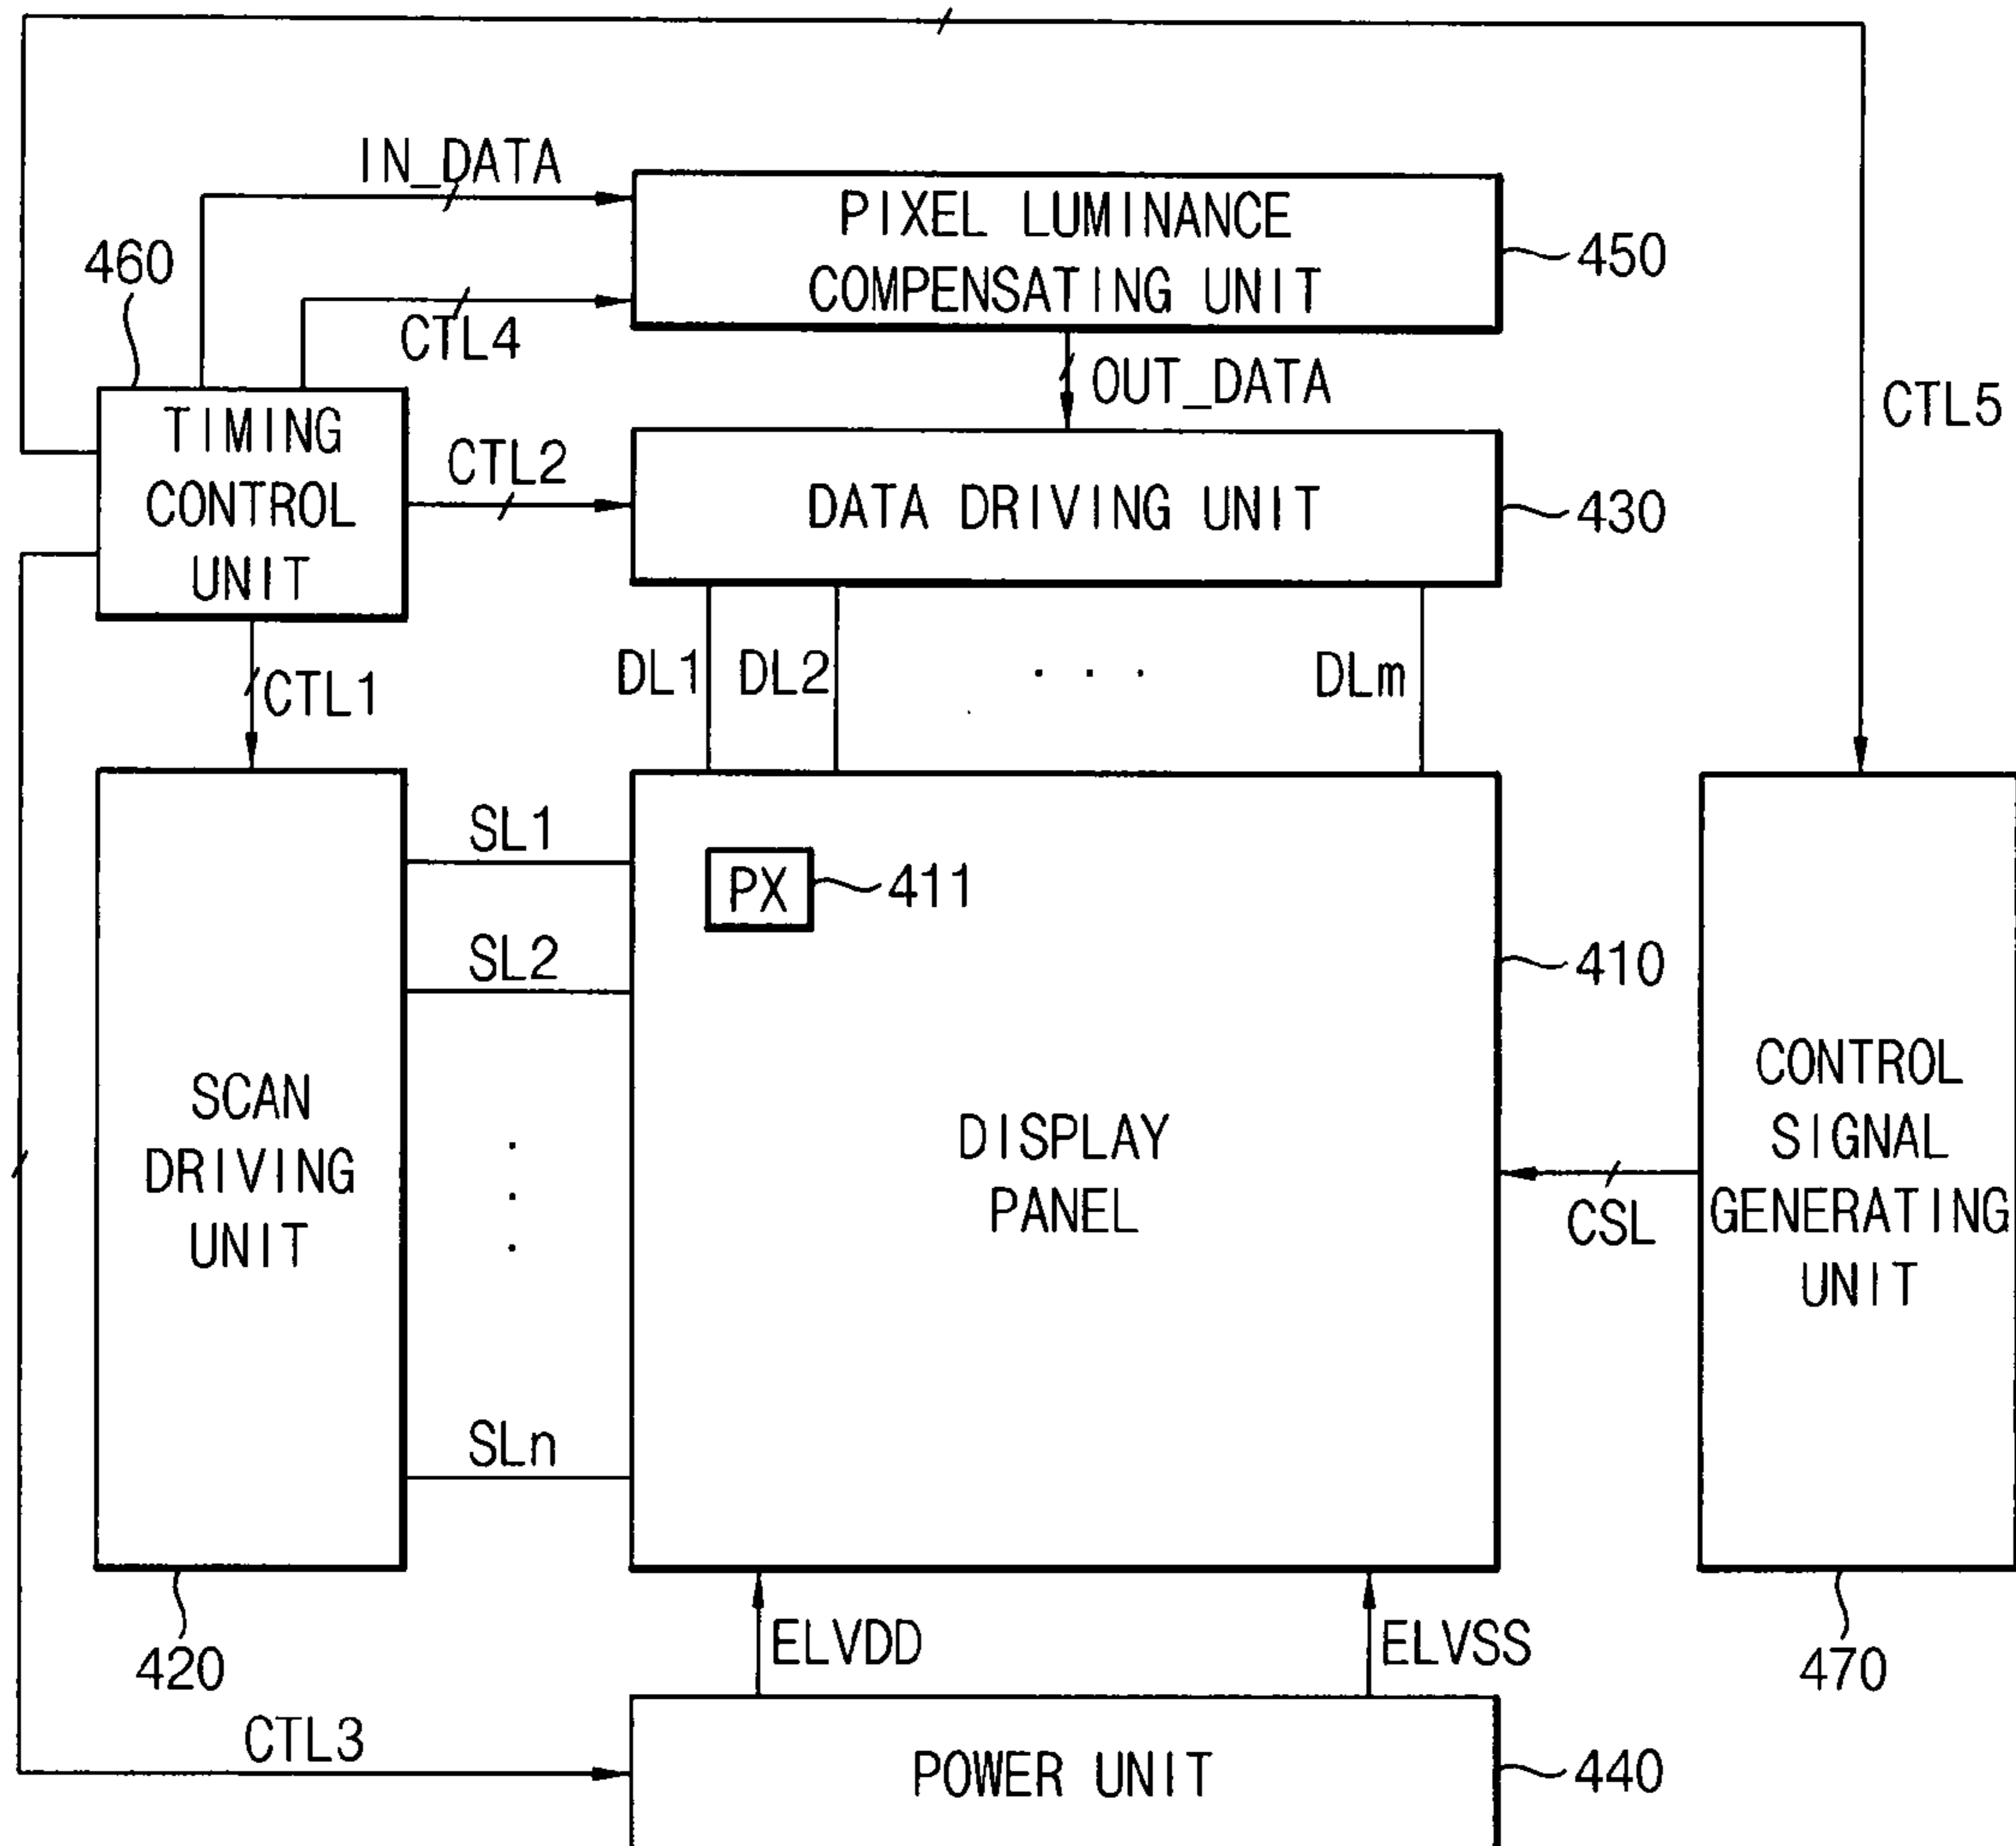 IN_DATA
PIXEL LUMINANCE
COMPENSATING UNIT
450
460
CTL4
OUT_DATA
CTL5
TIMING
CONTROL
UNIT
CTL2
DATA DRIVING UNIT
430
CTL1
DL1
DL2
. . .
DLm
SL1
PX
411
SL2
410
SCAN
DRIVING
UNIT
.
.
.
DISPLAY
PANEL
CONTROL
SIGNAL
GENERATING
UNIT
CSL
SLn
420
ELVDD
ELVSS
470
CTL3
POWER UNIT
440